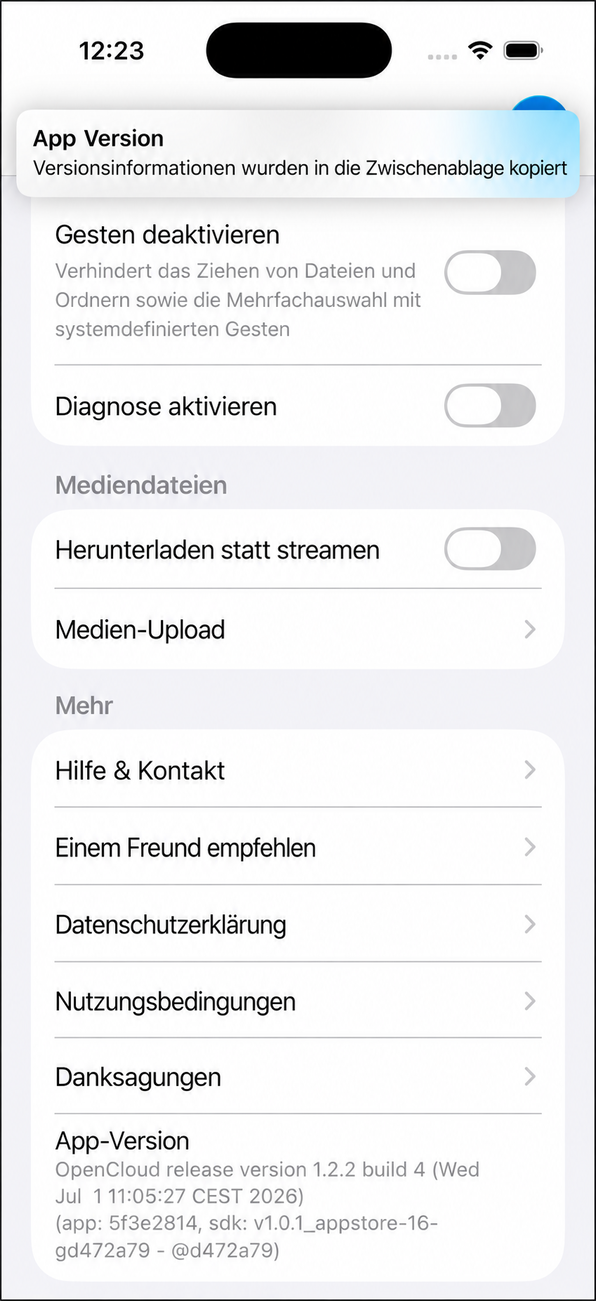 12:23
App Version
Versionsinformationen wurden in die Zwischenablage kopiert
Gesten deaktivieren
Verhindert das Ziehen von Dateien und
Ordnern sowie die Mehrfachauswahl mit
systemdefinierten Gesten
Diagnose aktivieren
Mediendateien
Herunterladen statt streamen
Medien-Upload
Mehr
Hilfe & Kontakt
Einem Freund empfehlen
Datenschutzerklärung
Nutzungsbedingungen
Danksagungen
App-Version
OpenCloud release version 1.2.2 build 4 (Wed
Jul  1 11:05:27 CEST 2026)
(app: 5f3e2814, sdk: v1.0.1_appstore-16-
gd472a79 - @d472a79)